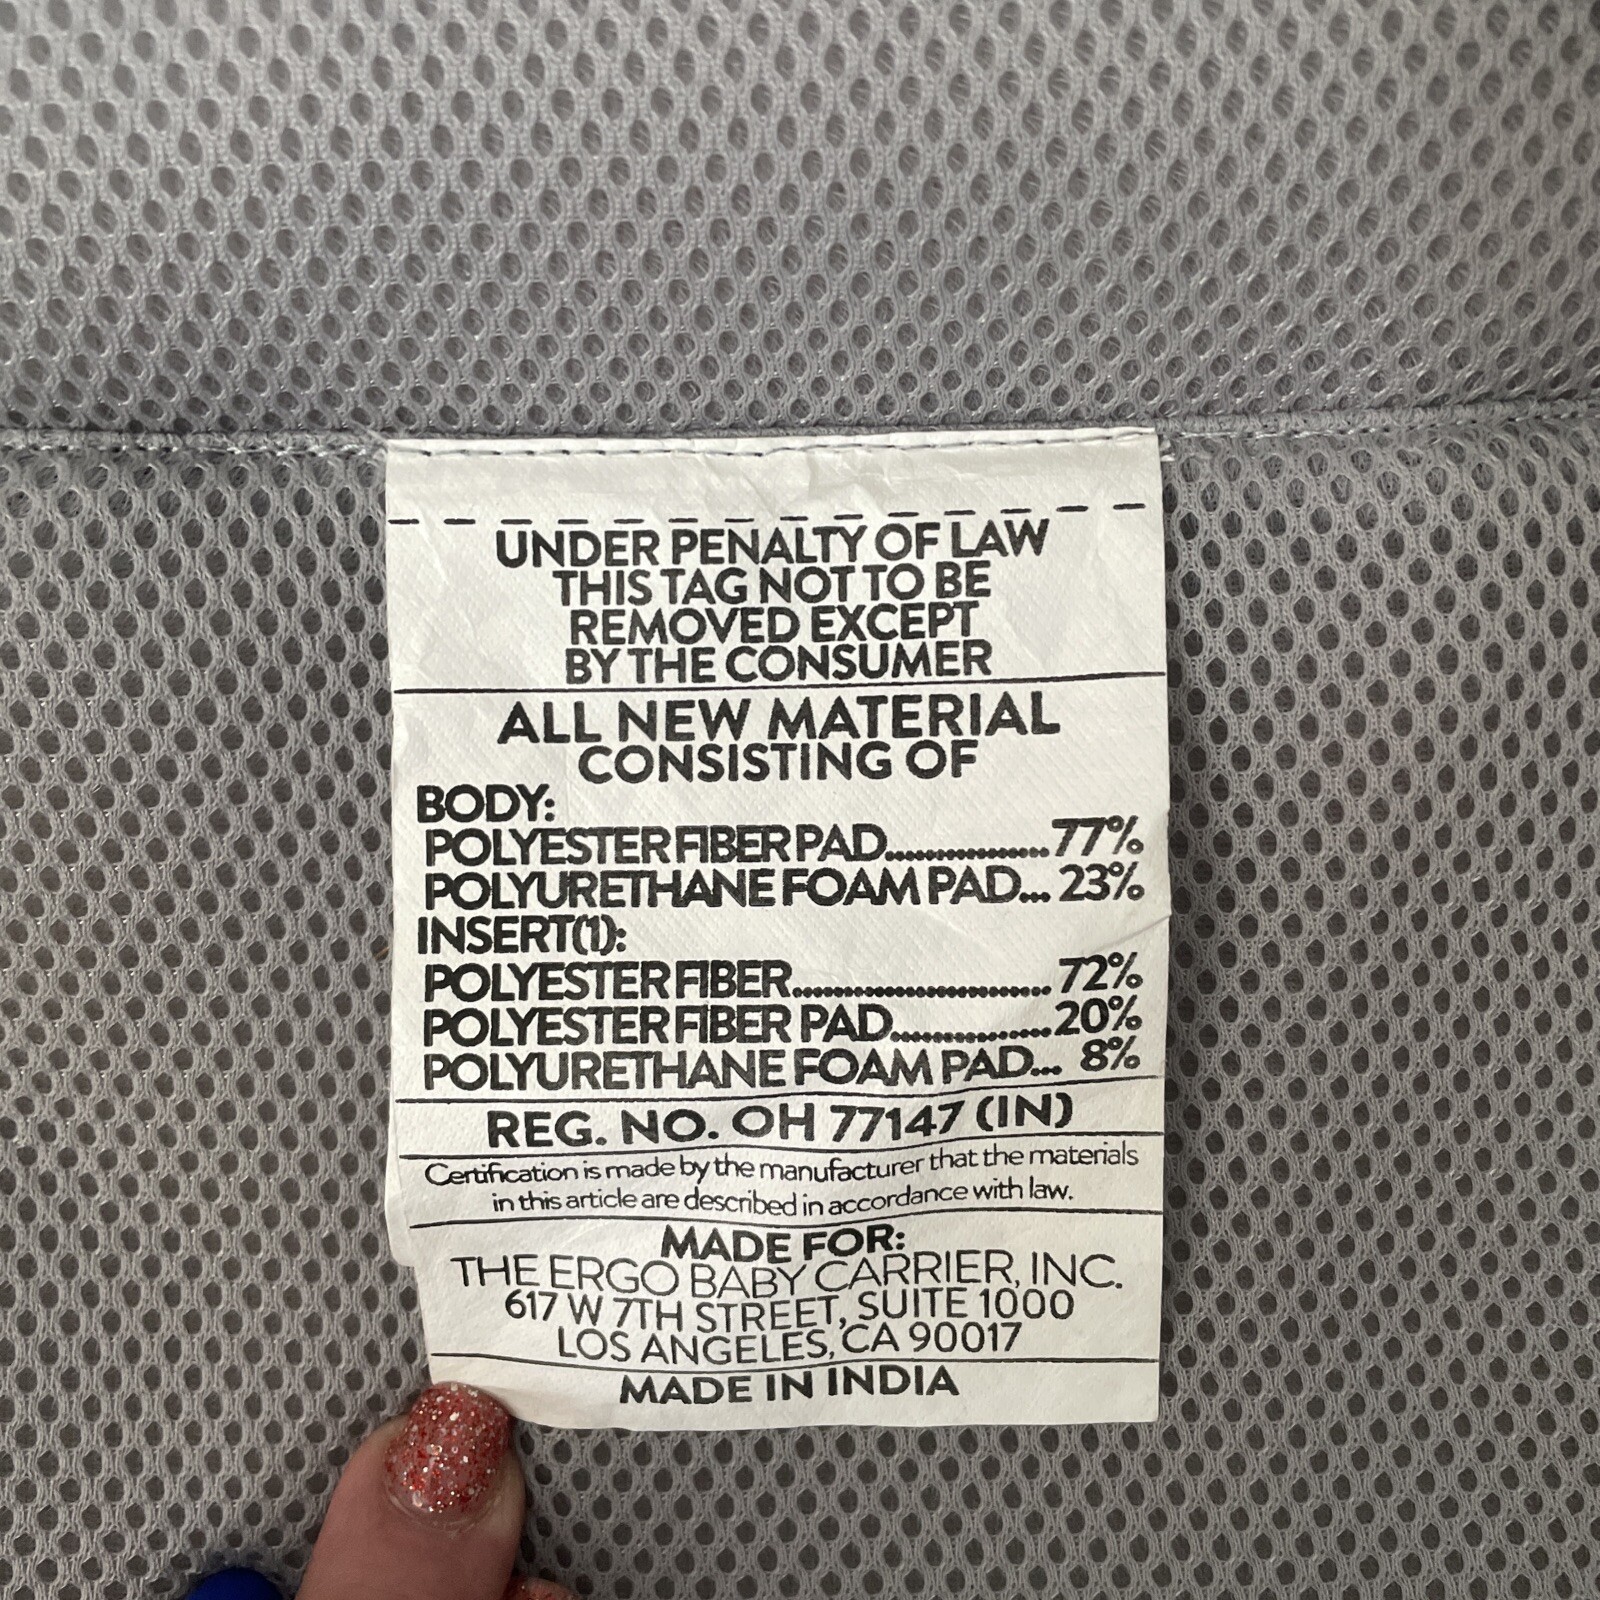 UNDER PENALTY OF LAW
THIS TAG NOT TO BE
REMOVED EXCEPT
BY THE CONSUMER
ALL NEW MATERIAL
CONSISTING OF
BODY:
POLYESTER FIBER PAD................77%
POLYURETHANE FOAM PAD... 23%
INSERT(1):
POLYESTER FIBER..........................72%
POLYESTER FIBER PAD................20%
POLYURETHANE FOAM PAD... 8%
REG. NO. OH 77147 (IN)
Certification is made by the manufacturer that the materials
in this article are described in accordance with law.
MADE FOR:
THE ERGO BABY CARRIER, INC.
617 W 7TH STREET, SUITE 1000
LOS ANGELES, CA 90017
MADE IN INDIA